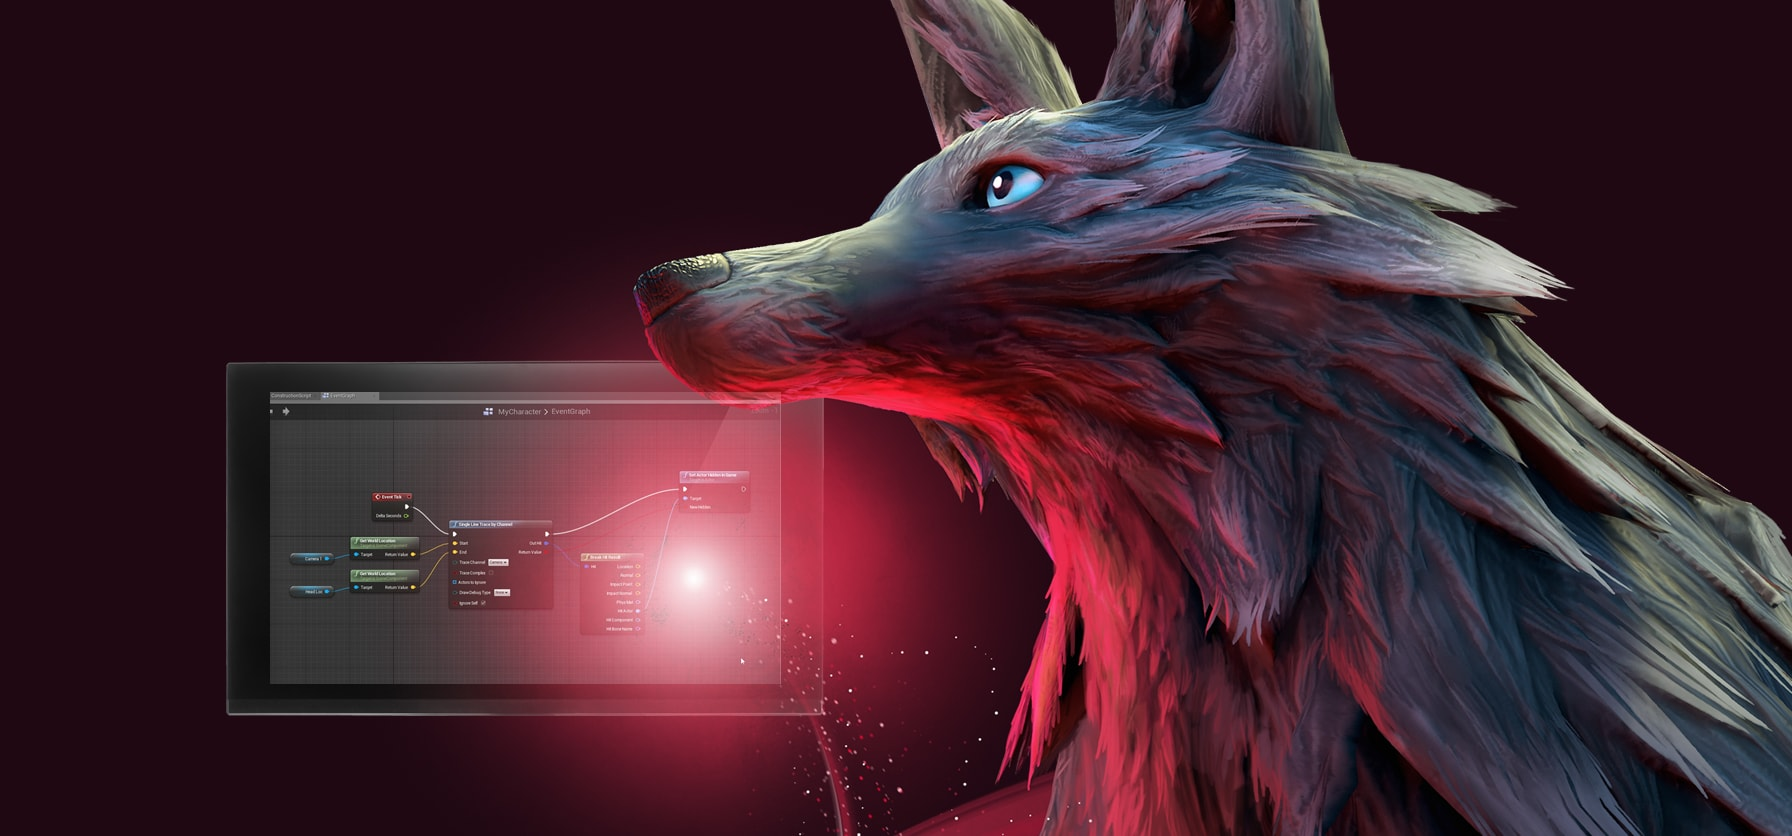 ConstructionScript
EventGraph
MyCharacter > EventGraph
Set Actor Hidden In Game
Target
New Hidden
Event Tick
Delta Seconds
Single Line Trace by Channel
Start
Out Hit
End
Return Value
Trace Channel
Camera
Trace Complex
Actors to Ignore
Draw Debug Type
None
Ignore Self
Get World Location
Target
Return Value
Get World Location
Target
Return Value
Camera
Head Loc
Break Hit Result
Hit
Location
Normal
Impact Point
Impact Normal
Phys Mat
Hit Actor
Hit Component
Hit Bone Name